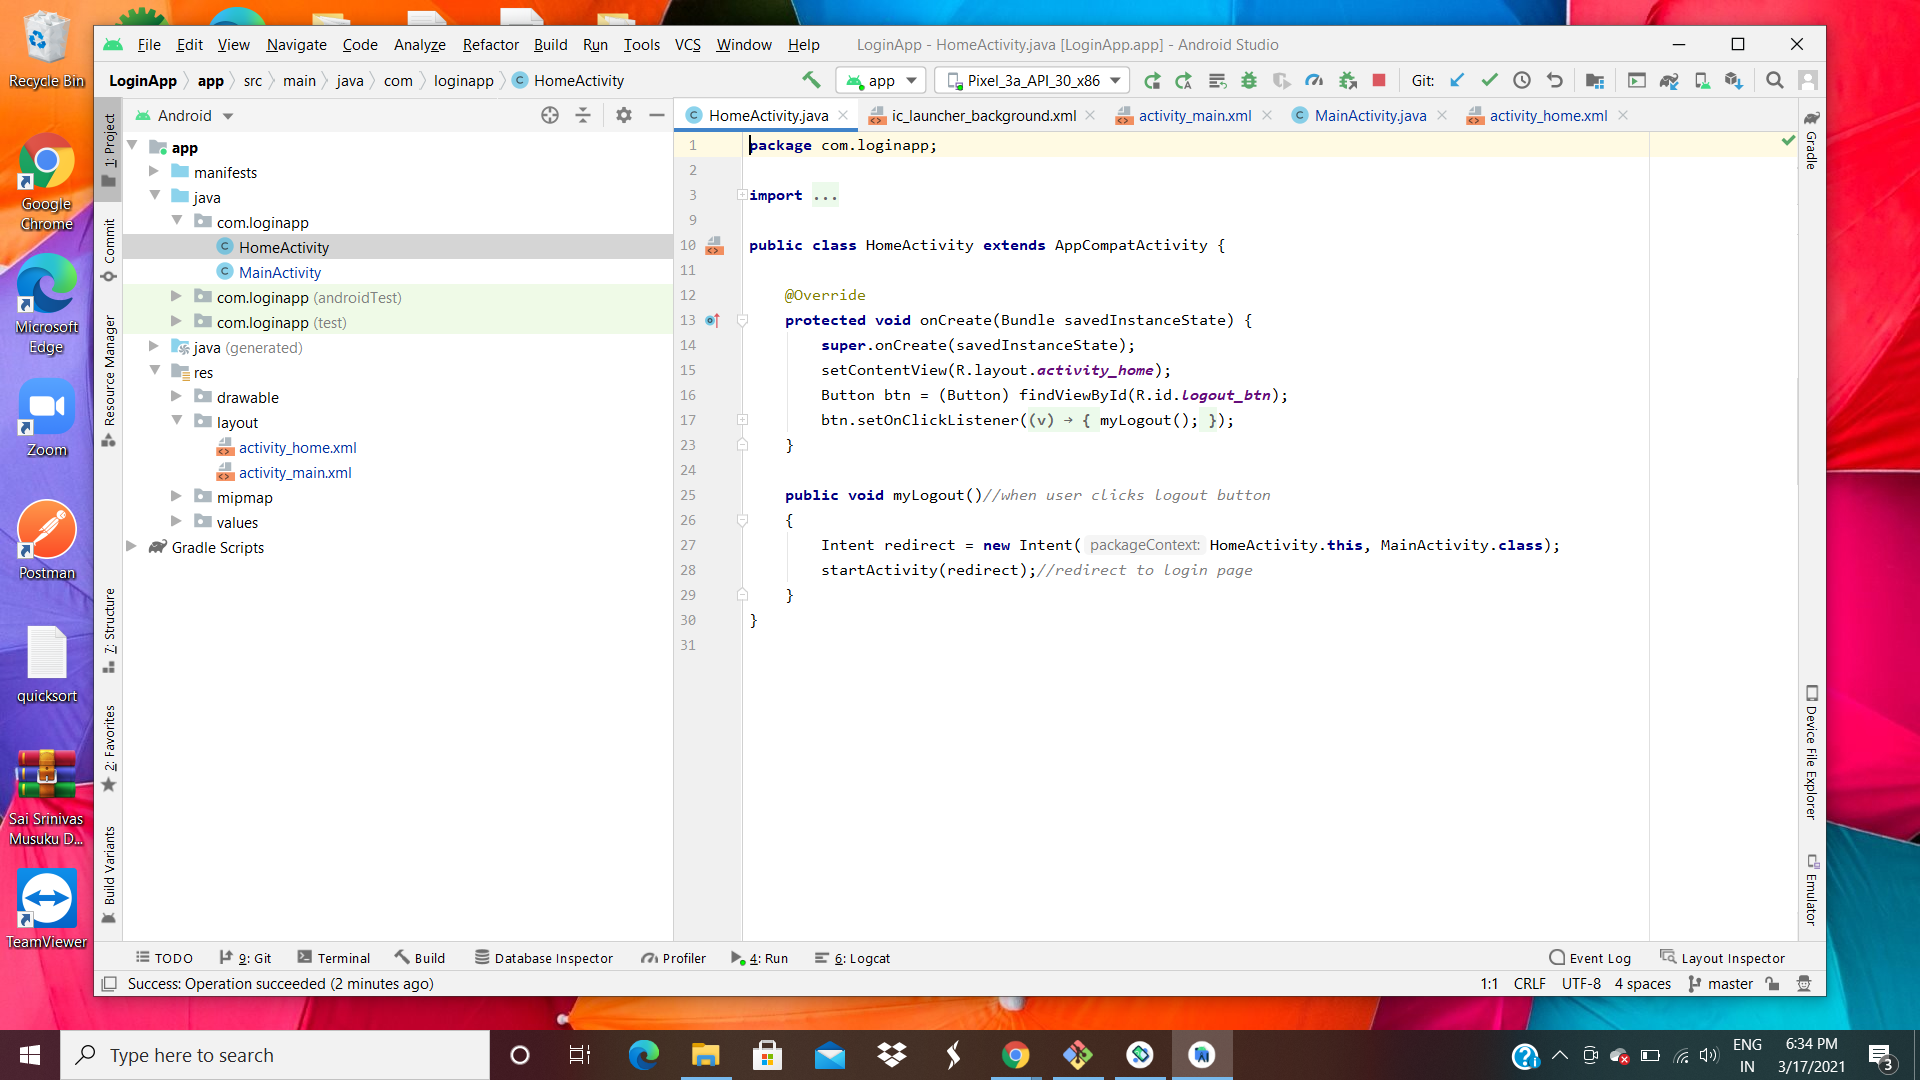 Recycle Bin
Google Chrome
Microsoft Edge
Zoom
Postman
quicksort
Sai Srinivas Musuku D...
TeamViewer
File Edit View Navigate Code Analyze Refactor Build Run Tools VCS Window Help LoginApp - HomeActivity.java [LoginApp.app] - Android Studio
LoginApp app src main java com loginapp HomeActivity app Pixel_3a_API_30_x86 Git:
Android
HomeActivity.java ic_launcher_background.xml activity_main.xml MainActivity.java activity_home.xml
1: Project
Commit
Resource Manager
7: Structure
2: Favorites
Build Variants
app
manifests
java
com.loginapp
HomeActivity
MainActivity
com.loginapp (androidTest)
com.loginapp (test)
java (generated)
res
drawable
layout
activity_home.xml
activity_main.xml
mipmap
values
Gradle Scripts
1 package com.loginapp;
2
3 import ...
9
10 public class HomeActivity extends AppCompatActivity {
11
12 @Override
13 protected void onCreate(Bundle savedInstanceState) {
14 super.onCreate(savedInstanceState);
15 setContentView(R.layout.activity_home);
16 Button btn = (Button) findViewById(R.id.logout_btn);
17 btn.setOnClickListener((v) → { myLogout(); });
23 }
24
25 public void myLogout()//when user clicks logout button
26 {
27 Intent redirect = new Intent( packageContext: HomeActivity.this, MainActivity.class);
28 startActivity(redirect);//redirect to login page
29 }
30 }
31
Gradle
Device File Explorer
Emulator
TODO 9: Git Terminal Build Database Inspector Profiler 4: Run 6: Logcat Event Log Layout Inspector
Success: Operation succeeded (2 minutes ago) 1:1 CRLF UTF-8 4 spaces master
Type here to search
ENG
IN
6:34 PM
3/17/2021
3